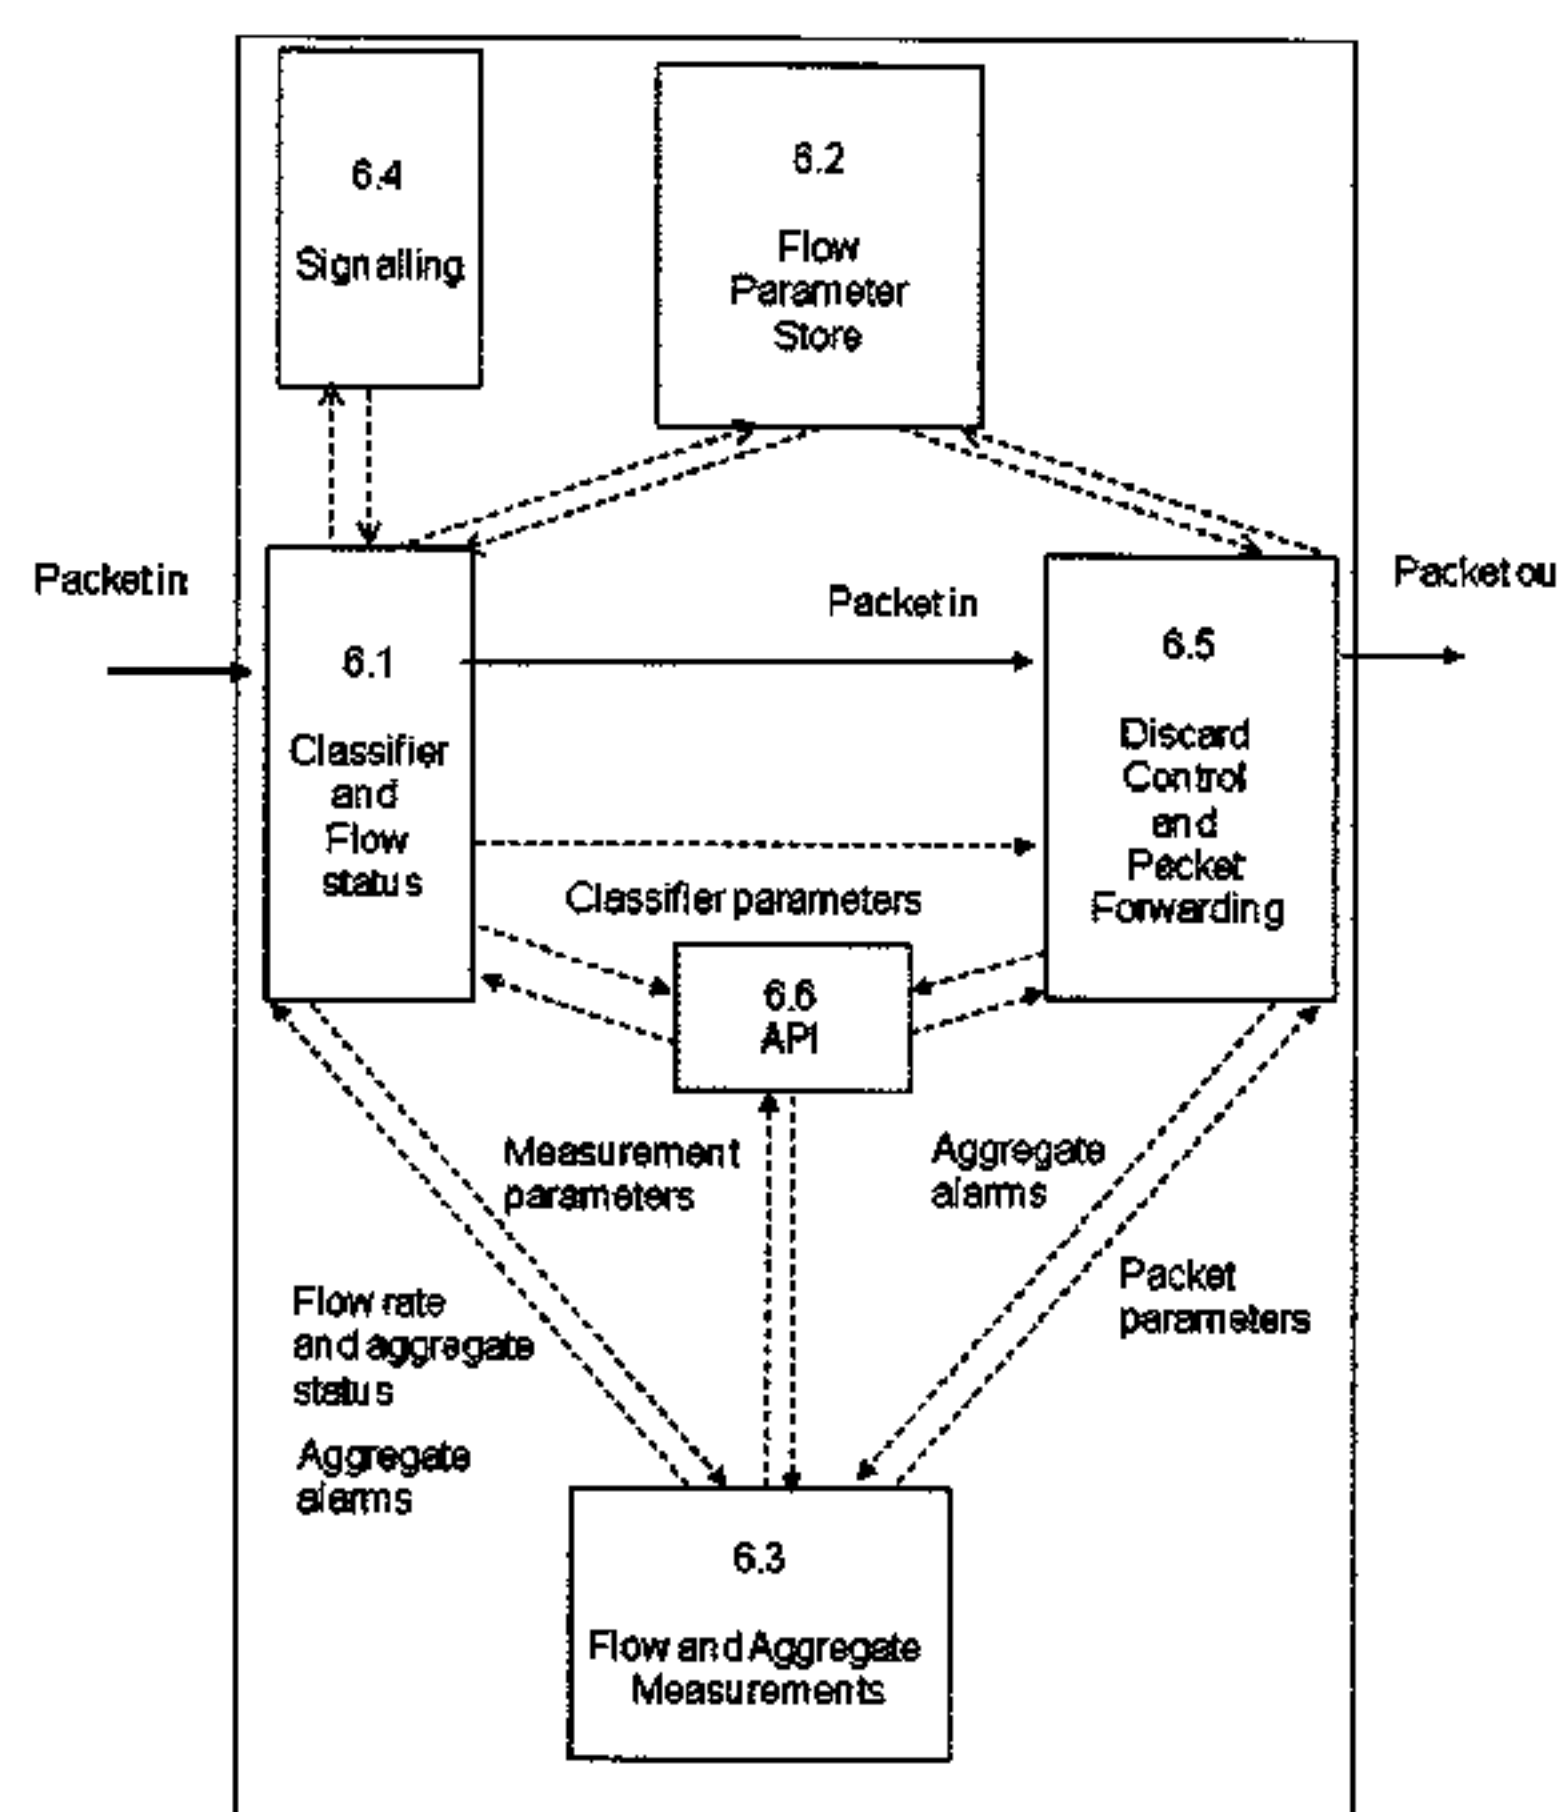 6.4
Signalling
6.2
Flow
Parameter
Store
Packet in
Packet in
Packet ou
6.1
Classifier
and
Flow
status
6.5
Discard
Control
and
Packet
Forwarding
Classifier parameters
6.6
API
Measurement
parameters
Aggregate
alarms
Packet
parameters
Flow rate
and aggregate
status
Aggregate
alarms
6.3
Flow and Aggregate
Measurements